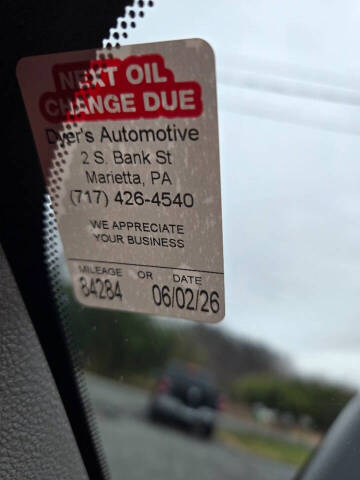 NEXT OIL
CHANGE DUE
Dyer's Automotive
2 S. Bank St
Marietta, PA
(717) 426-4540
WE APPRECIATE
YOUR BUSINESS
MILEAGE OR DATE
84284 06/02/26